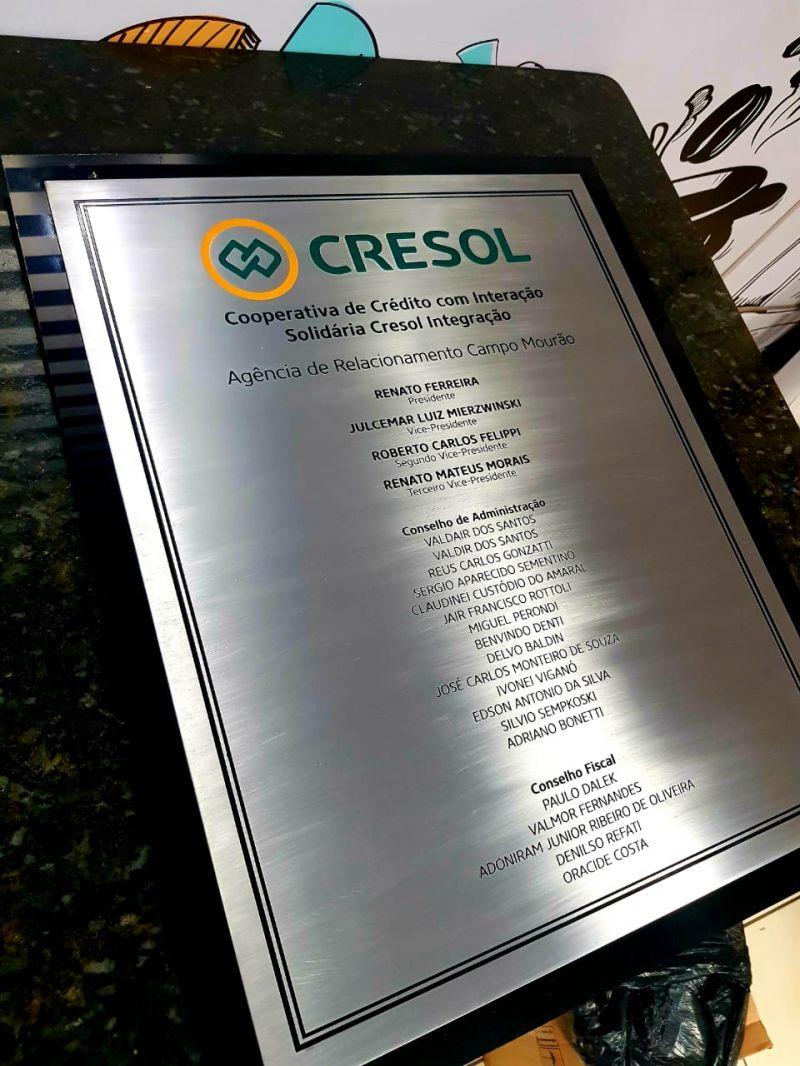 CRESOL
Cooperativa de Crédito com Interação
Solidária Cresol Integração
Agência de Relacionamento Campo Mourão
RENATO FERREIRA
Presidente
JULCEMAR LUIZ MIERZWINSKI
Vice-Presidente
ROBERTO CARLOS FELIPPI
Segundo Vice-Presidente
RENATO MATEUS MORAIS
Terceiro Vice-Presidente
Conselho de Administração
VALDAIR DOS SANTOS
VALDIR DOS SANTOS
REUS CARLOS GONZATTI
SERGIO APARECIDO SEMENTINO
CLAUDINEI CUSTÓDIO DO AMARAL
JAIR FRANCISCO ROTTOLI
MIGUEL PERONDI
BENVINDO DENTI
DELVO BALDIN
JOSÉ CARLOS MONTEIRO DE SOUZA
IVONEI VIGANÓ
EDSON ANTONIO DA SILVA
SILVIO SEMPKOSKI
ADRIANO BONETTI
Conselho Fiscal
PAULO DALEK
VALMOR FERNANDES
ADONIRAM JUNIOR RIBEIRO DE OLIVEIRA
DENILSO REFATI
ORACIDE COSTA